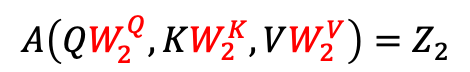 A(QW₂^Q, KW₂^K, VW₂^V) = Z₂